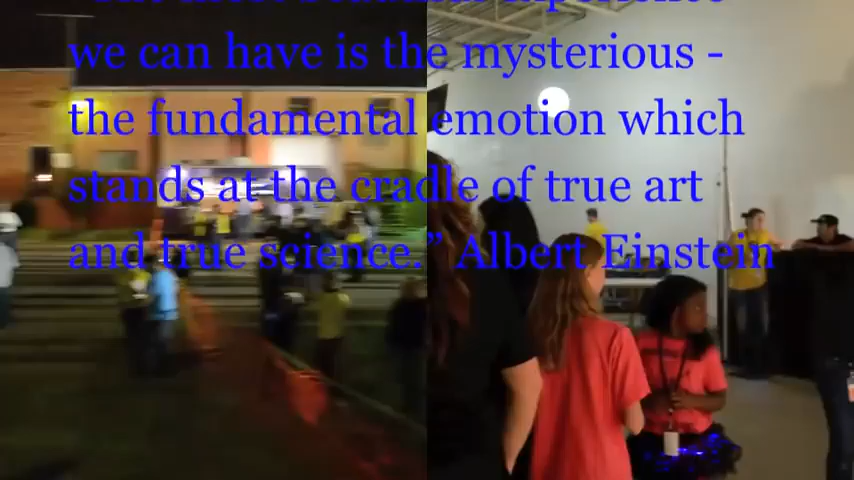 we can have is the mysterious -
the fundamental emotion which
stands at the cradle of true art
and true science.” Albert Einstein